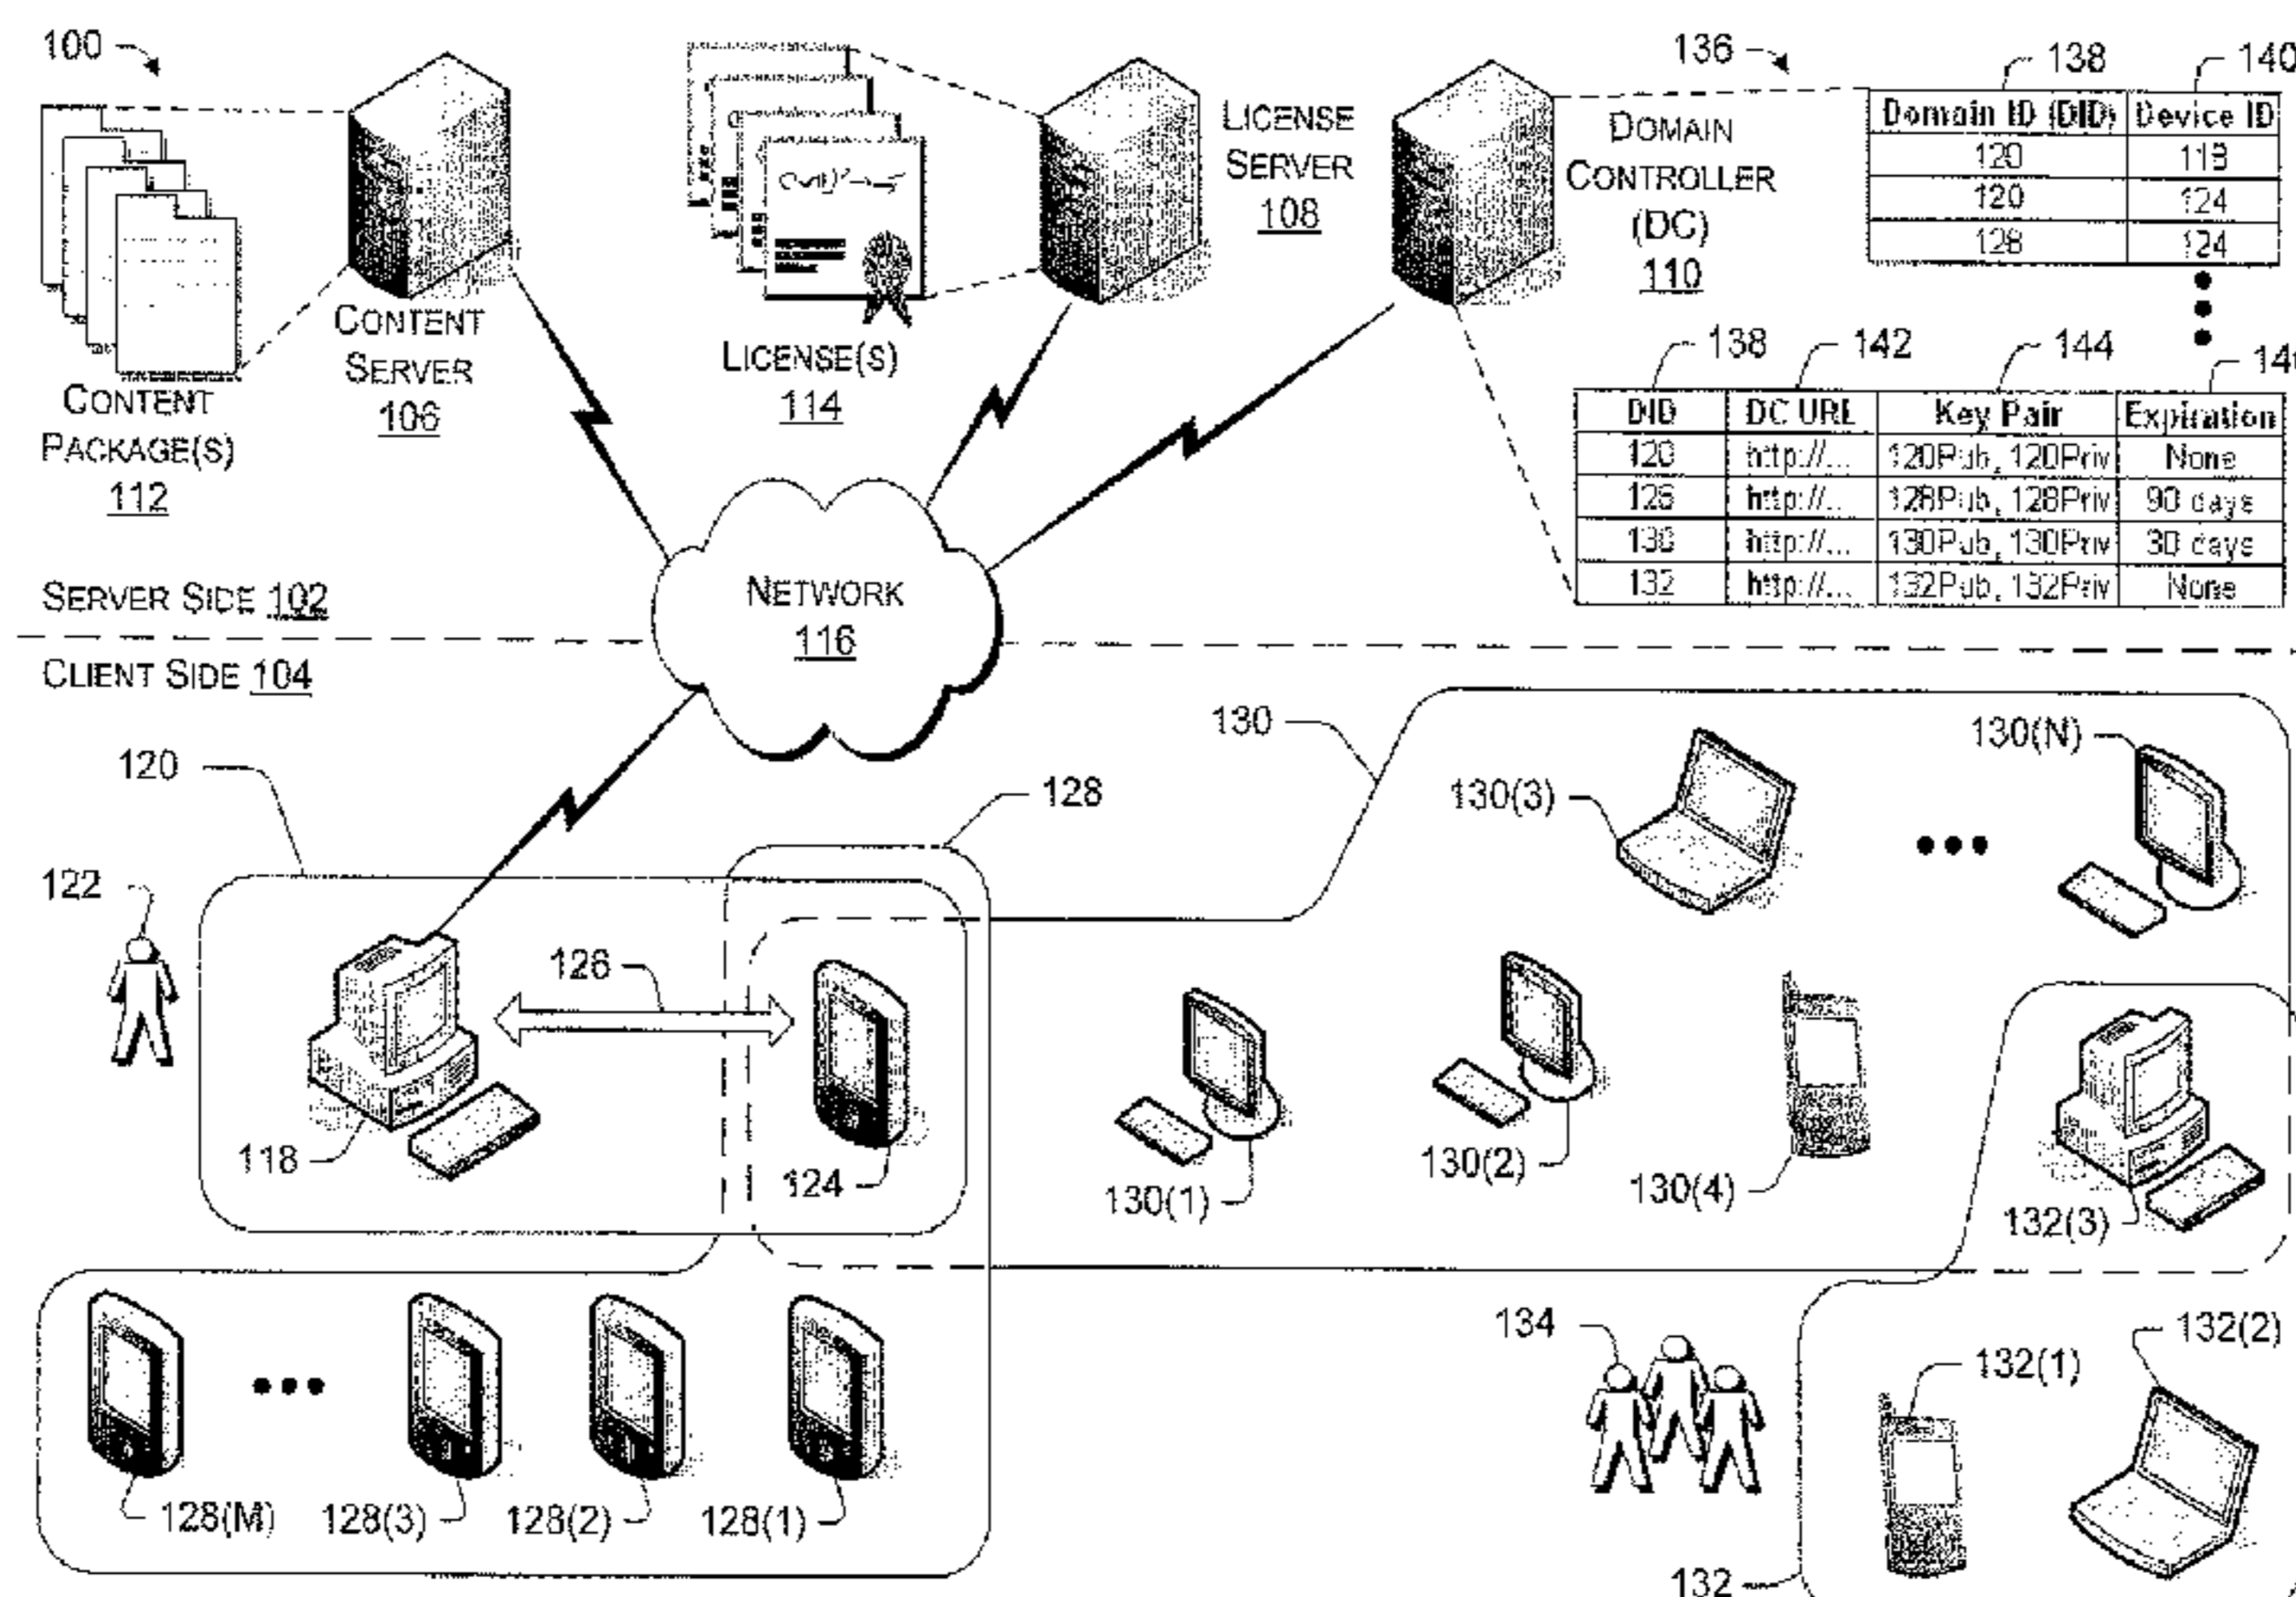 100
CONTENT
PACKAGE(S)
112
CONTENT
SERVER
106
LICENSE(S)
114
LICENSE
SERVER
108
DOMAIN
CONTROLLER
(DC)
110
136
138
140
Domain ID (DID) Device ID
120 118
120 124
128 124
138
142
144
DID DC URL Key Pair Expiration
120 http://... 120Pub, 120Priv None
128 http://... 128Pub, 128Priv 90 days
130 http://... 130Pub, 130Priv 30 days
132 http://... 132Pub, 132Priv None
NETWORK
116
SERVER SIDE 102
CLIENT SIDE 104
120
122
118
126
124
128
130
130(3)
130(N)
130(1)
130(2)
130(4)
132(3)
128(M)
128(3)
128(2)
128(1)
134
132(1)
132(2)
132